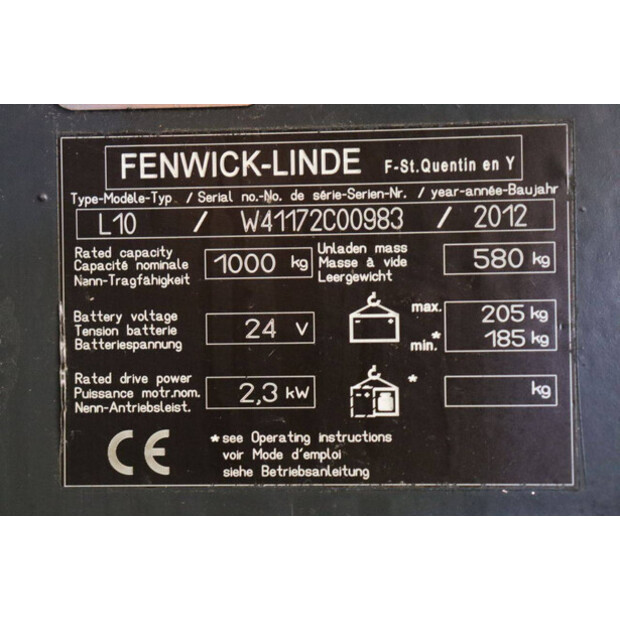 FENWICK-LINDE F-St.Quentin en Y
Type-Modèle-Typ / Serial no.-No. de série-Serien-Nr. / year-année-Baujahr
L10 / W41172C00983 / 2012
Rated capacity
Capacité nominale
Nenn-Tragfähigkeit
1000 kg
Unladen mass
Masse à vide
Leergewicht
580 kg
Battery voltage
Tension batterie
Batteriespannung
24 V
max. 205 kg
min.* 185 kg
Rated drive power
Puissance motr.nom.
Nenn-Antriebsleist.
2,3 kW
* kg
CE
* see Operating instructions
voir Mode d'emploi
siehe Betriebsanleitung